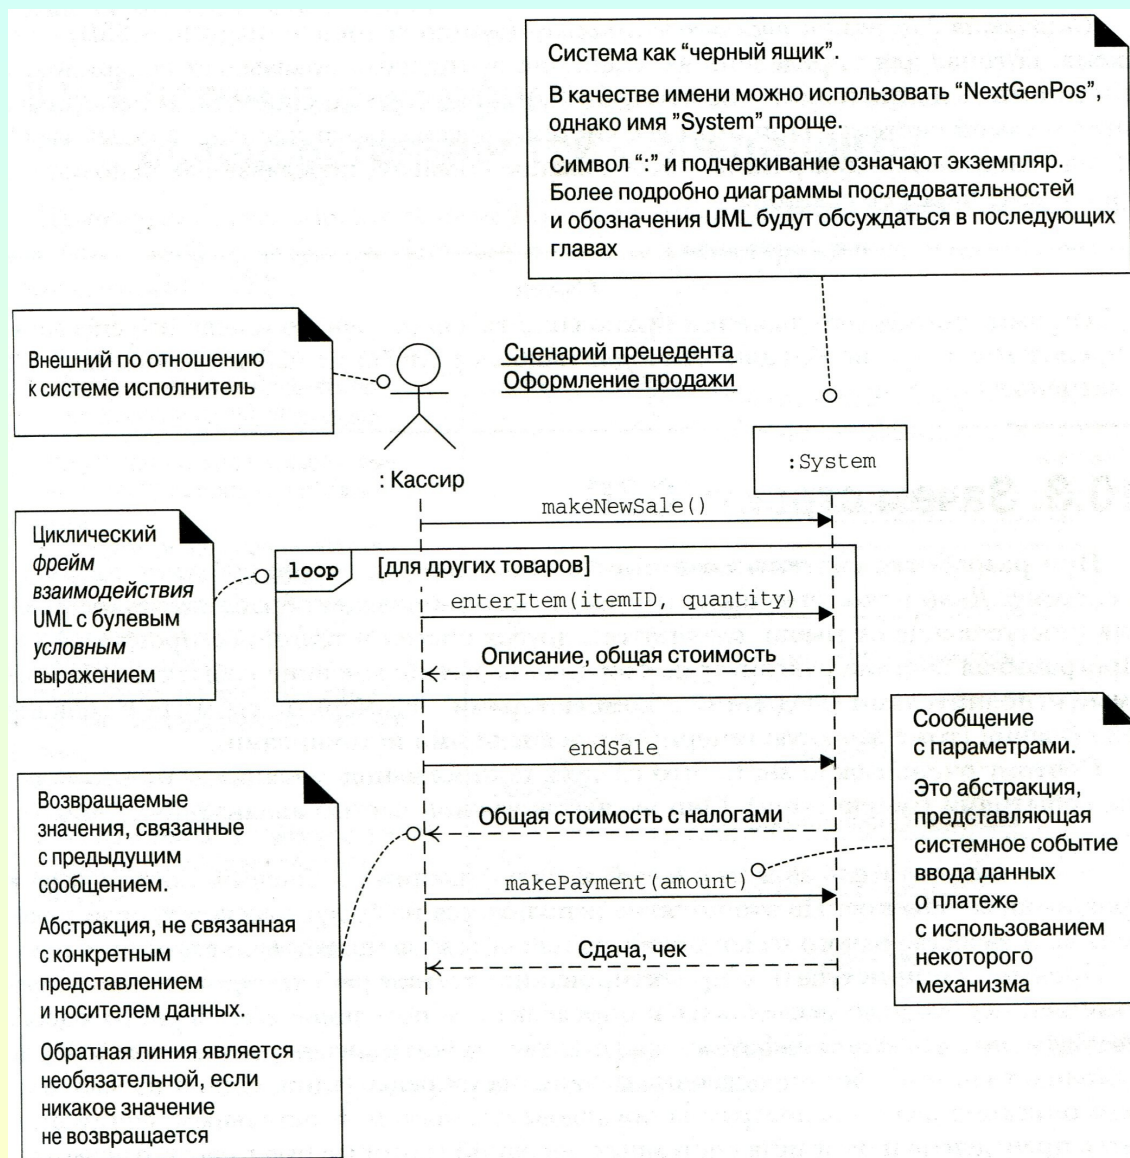 Система как “черный ящик”.
В качестве имени можно использовать “NextGenPos”,
однако имя ”System” проще.
Символ “:” и подчеркивание означают экземпляр.
Более подробно диаграммы последовательностей
и обозначения UML будут обсуждаться в последующих
главах
Внешний по отношению
к системе исполнитель
Сценарий прецедента
Оформление продажи
: Кассир
:System
makeNewSale()
Циклический
фрейм
взаимодействия
UML с булевым
условным
выражением
loop
[для других товаров]
enterItem(itemID, quantity)
Описание, общая стоимость
endSale
Общая стоимость с налогами
makePayment(amount)
Сдача, чек
Возвращаемые
значения, связанные
с предыдущим
сообщением.
Абстракция, не связанная
с конкретным
представлением
и носителем данных.
Обратная линия является
необязательной, если
никакое значение
не возвращается
Сообщение
с параметрами.
Это абстракция,
представляющая
системное событие
ввода данных
о платеже
с использованием
некоторого
механизма